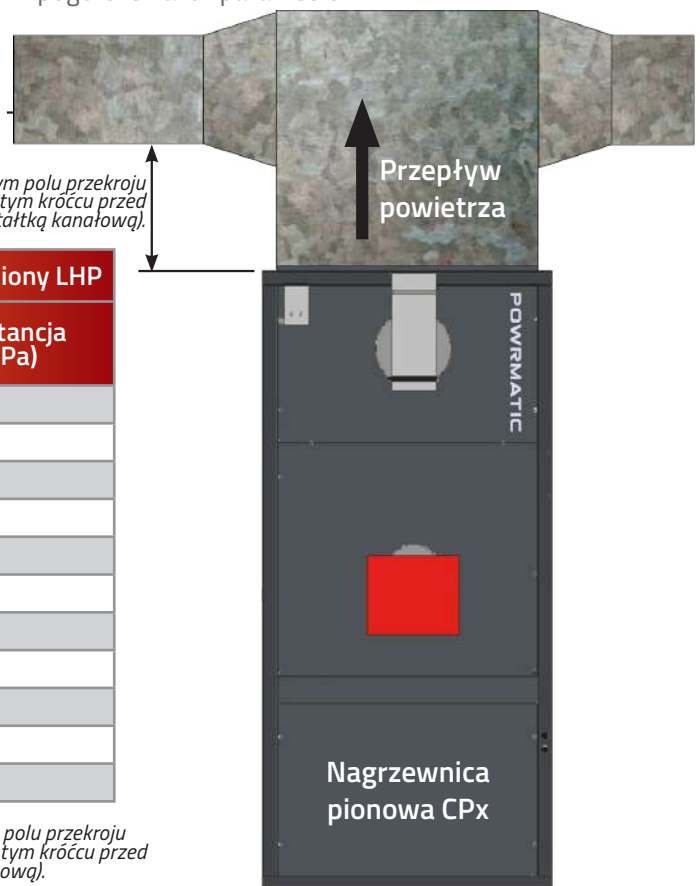 ym polu przekroju
tym króćcu przed
tałtką kanałową).
Przepływ
powietrza
iony LHP
tancja
Pa)
POWRMATIC
Nagrzewnica
pionowa CPx
polu przekroju
tym króćcu przed
ową).